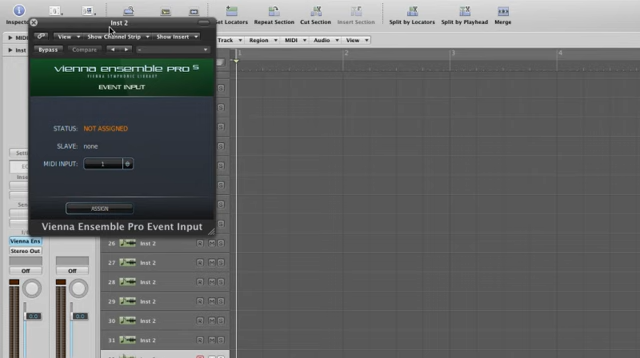 Inst 2
Set Locators
Repeat Section
Cut Section
Insert Section
Split by Locators
Split by Playhead
Merge
View
Show Channel Strip
Show Insert
Track
Region
MIDI
Audio
View
Bypass
Compare
-
1
2
3
4
vienna ensemble PRO 5
VIENNA SYMPHONIC LIBRARY
EVENT INPUT
STATUS: NOT ASSIGNED
SLAVE: none
MIDI INPUT: 1
ASSIGN
Vienna Ensemble Pro Event Input
Vienna Ens
Stereo Out
Off
Off
0.0
0.0
26 Inst 2
27 Inst 2
28 Inst 2
29 Inst 2
30 Inst 2
31 Inst 2